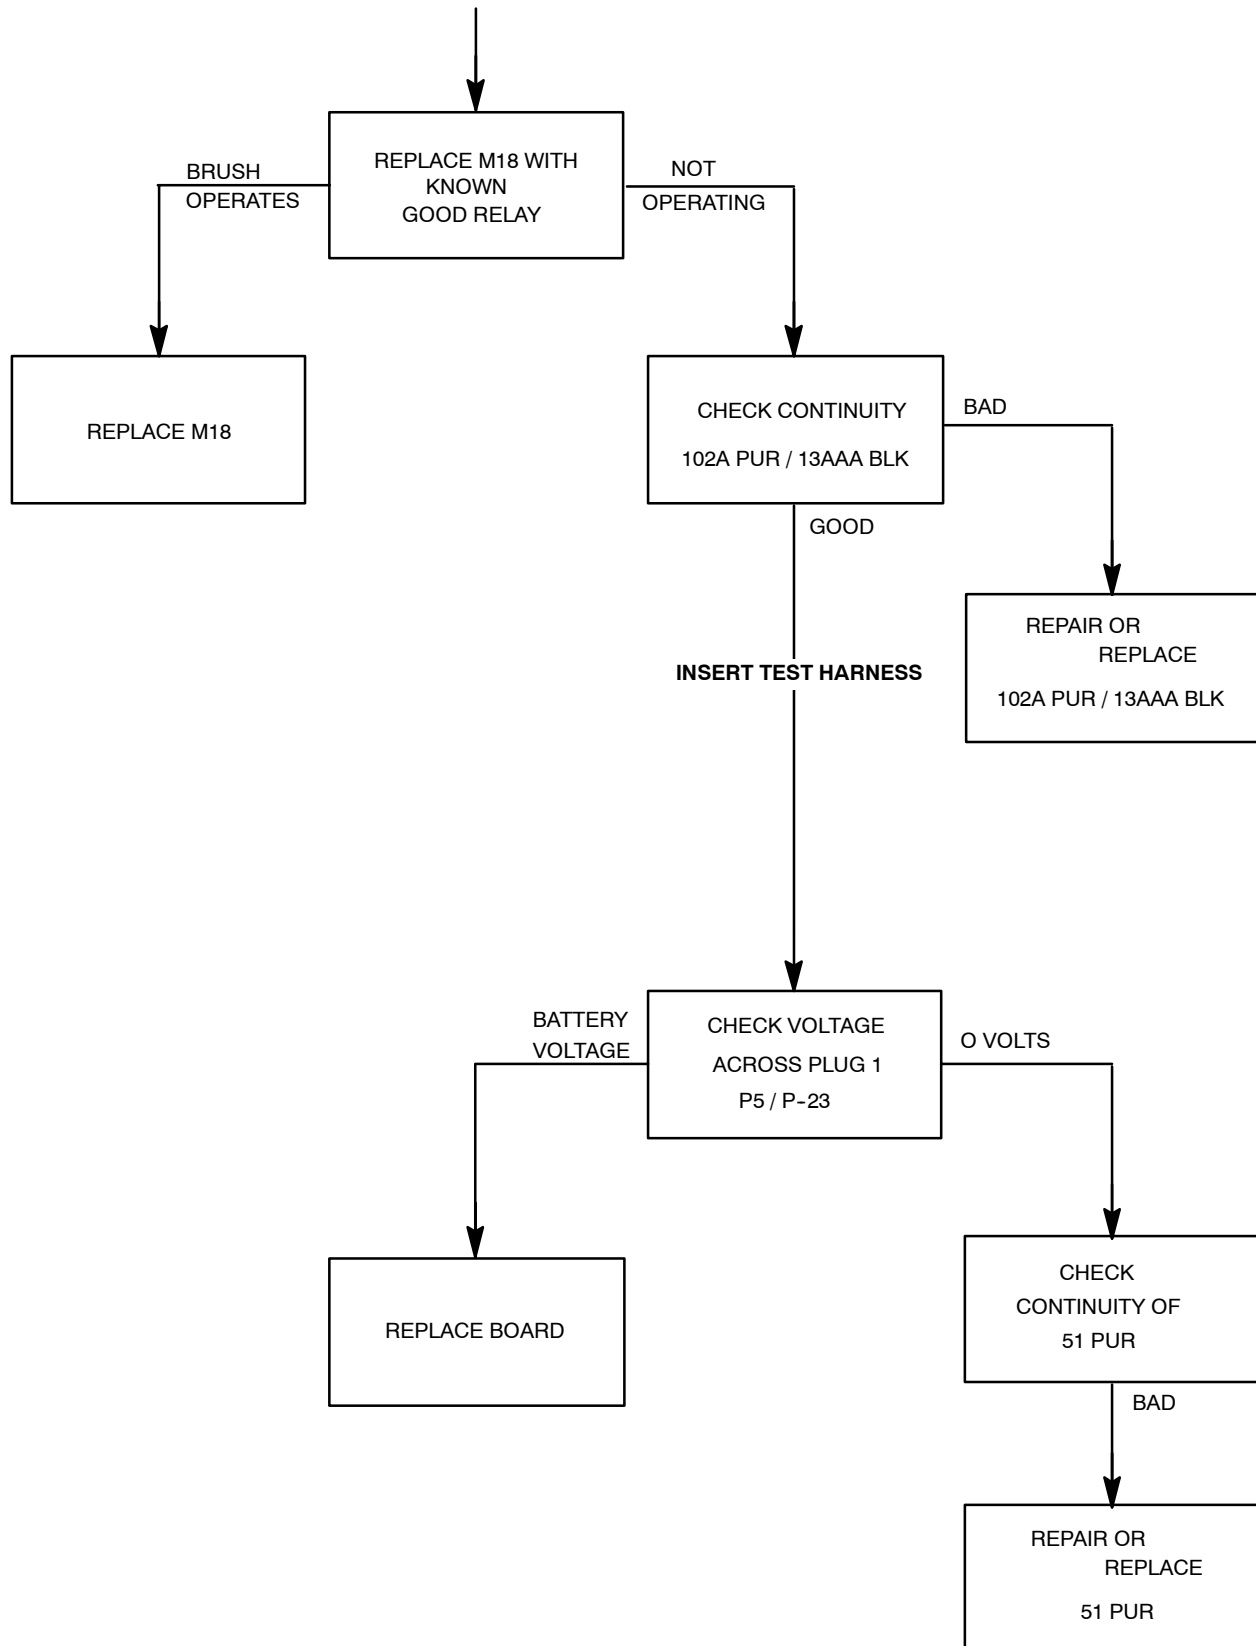 REPLACE M18 WITH
KNOWN
GOOD RELAY
BRUSH
OPERATES
NOT
OPERATING
REPLACE M18
CHECK CONTINUITY
102A PUR / 13AAA BLK
BAD
GOOD
REPAIR OR
REPLACE
102A PUR / 13AAA BLK
INSERT TEST HARNESS
BATTERY
VOLTAGE
CHECK VOLTAGE
ACROSS PLUG 1
P5 / P-23
O VOLTS
REPLACE BOARD
CHECK
CONTINUITY OF
51 PUR
BAD
REPAIR OR
REPLACE
51 PUR